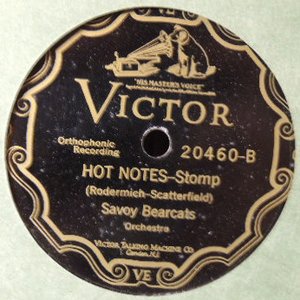 VE
"HIS MASTER'S VOICE"
VICTOR
Orthophonic
Recording
20460-B
HOT NOTES-Stomp
(Rodermich-Scatterfield)
Savoy Bearcats
Orchestra
VICTOR TALKING MACHINE CO.
Camden, N.J.
VE